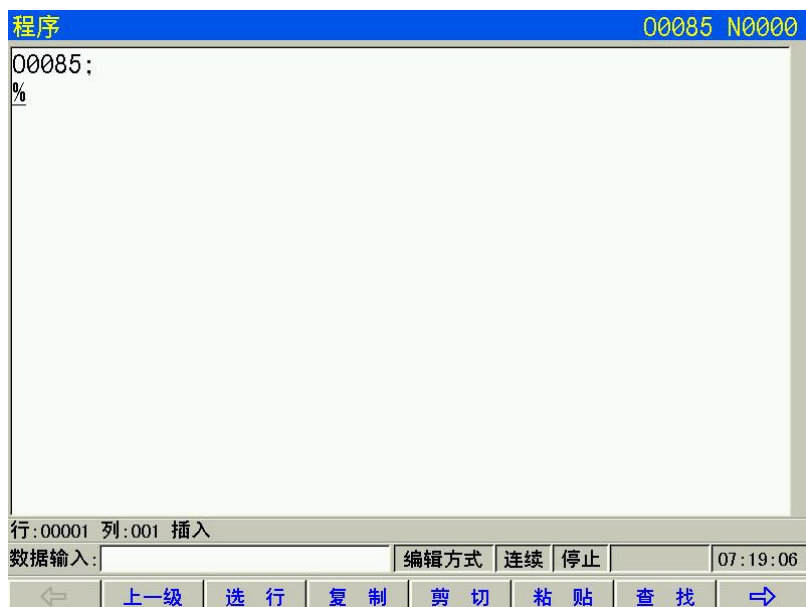 程序 O0085 N0000
O0085;
%
行:00001 列:001 插入
数据输入: 编辑方式 连续 停止 07:19:06
上一级 选 行 复 制 剪 切 粘 贴 查 找